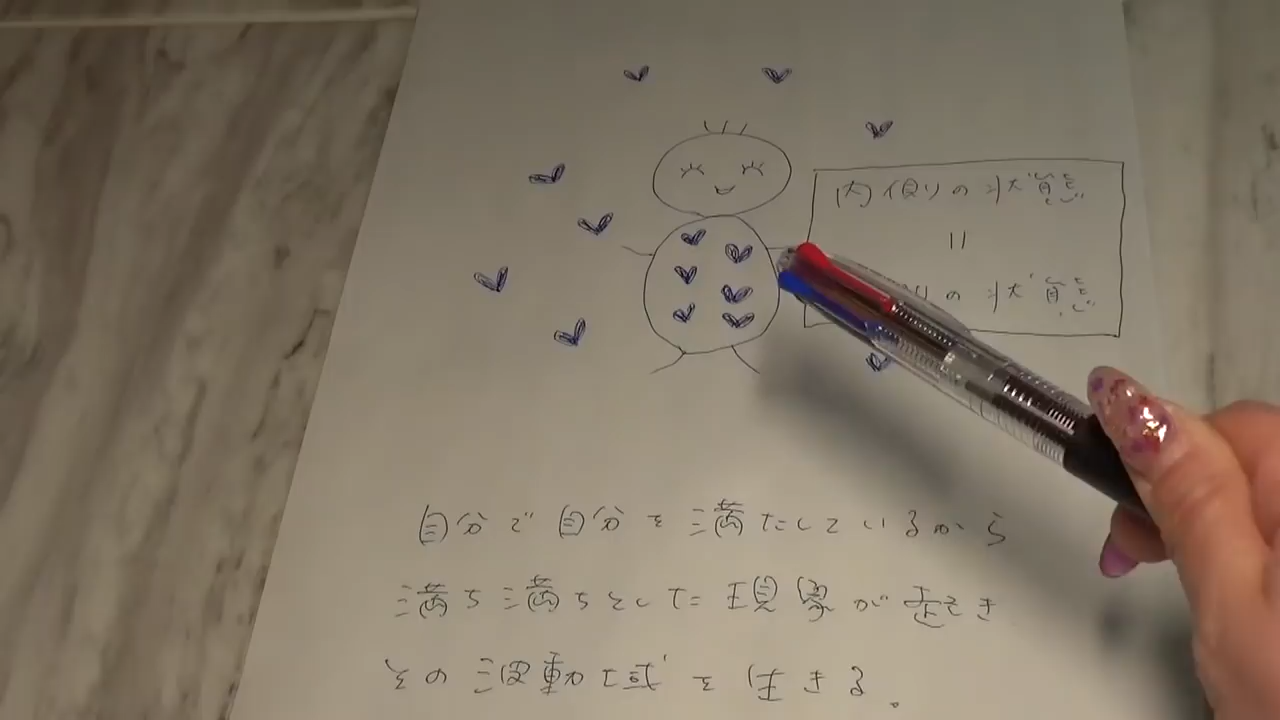 内側の状態
=
の状態
自分で自分を満たしているから
満ち満ちとした現象が起き
その波動域を生きる。